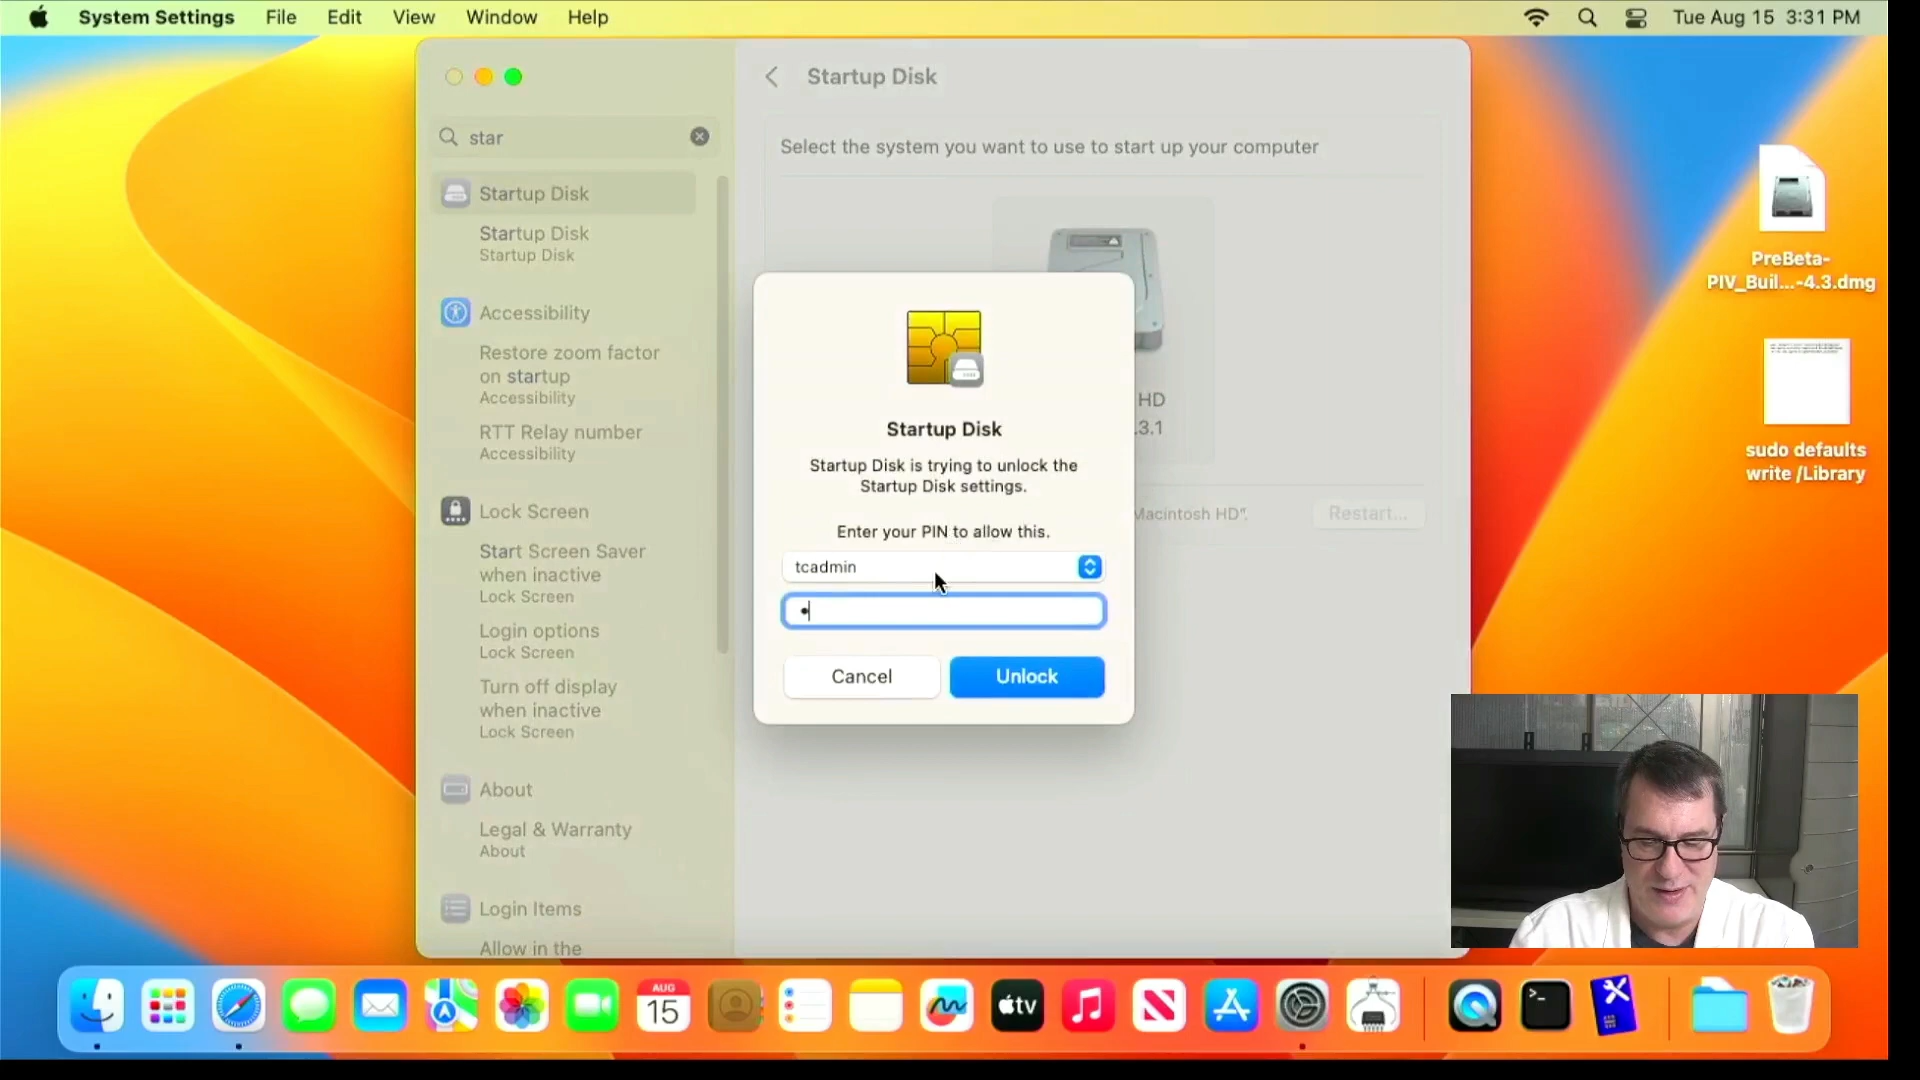 System Settings File Edit View Window Help Tue Aug 15 3:31 PM
star
Startup Disk
Startup Disk
Startup Disk
Accessibility
Restore zoom factor
on startup
Accessibility
RTT Relay number
Accessibility
Lock Screen
Start Screen Saver
when inactive
Lock Screen
Login options
Lock Screen
Turn off display
when inactive
Lock Screen
About
Legal & Warranty
About
Login Items
Allow in the
Startup Disk
Select the system you want to use to start up your computer
HD
.3.1
Macintosh HD".
Restart...
Startup Disk
Startup Disk is trying to unlock the
Startup Disk settings.
Enter your PIN to allow this.
tcadmin
Cancel
Unlock
PreBeta-
PIV_Buil...-4.3.dmg
sudo defaults
write /Library
AUG
15
tv